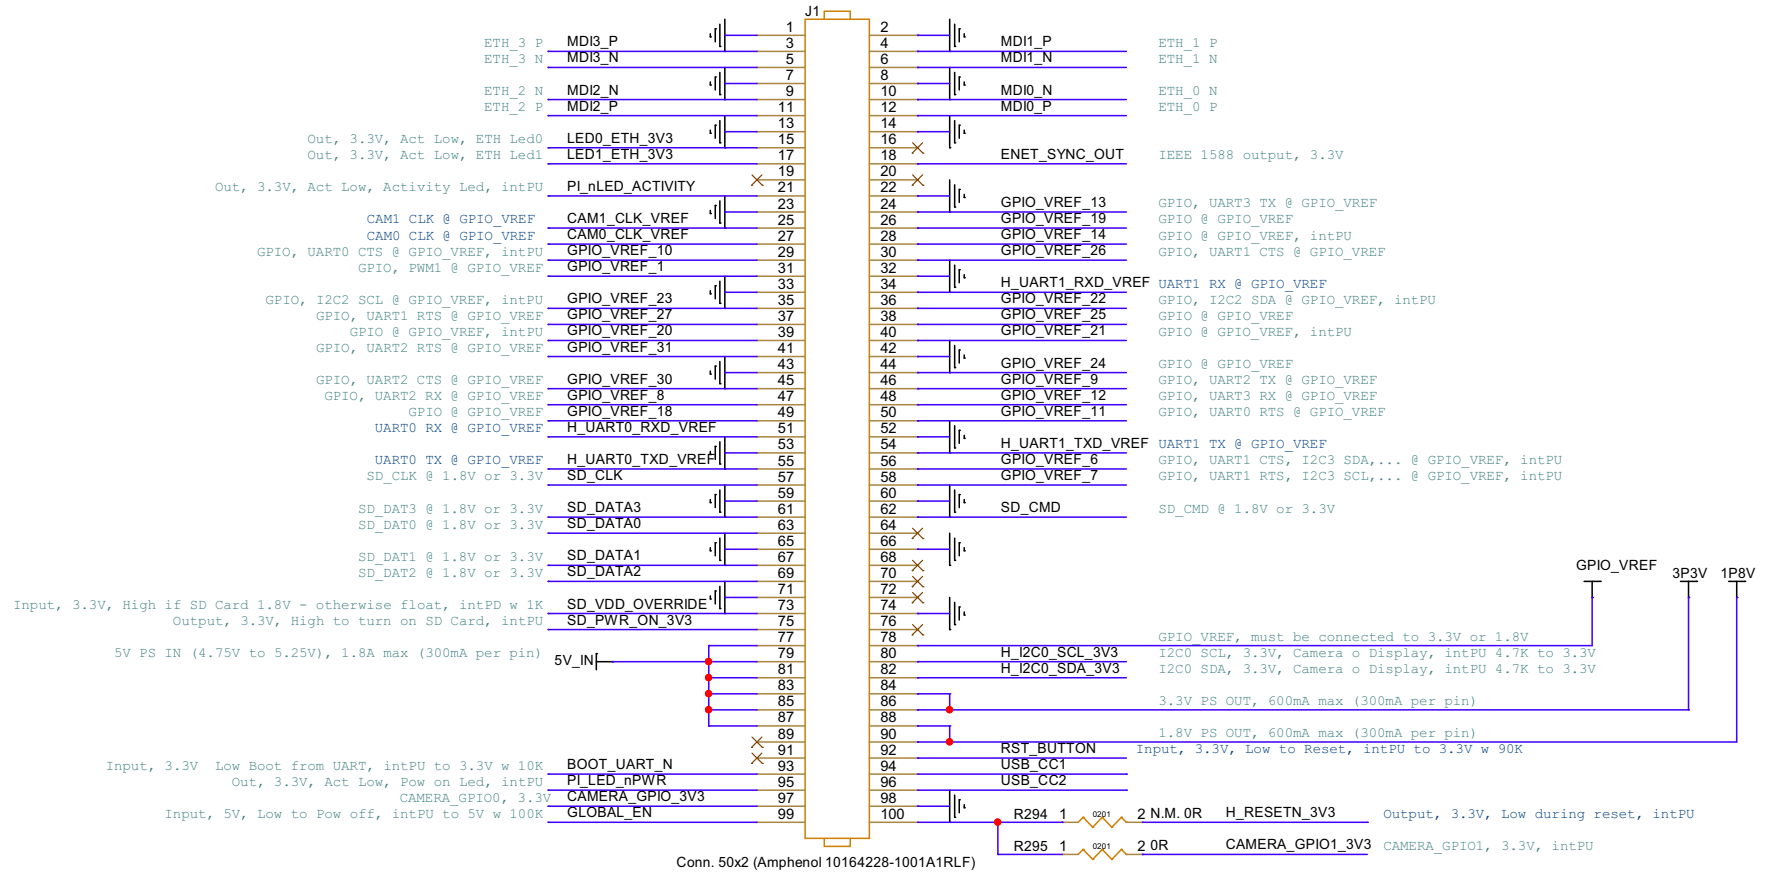 J1
1 2
ETH_3 P MDI3_P 3 4 MDI1_P ETH_1 P
ETH_3 N MDI3_N 5 6 MDI1_N ETH_1 N
7 8
ETH_2 N MDI2_N 9 10 MDI0_N ETH_0 N
ETH_2 P MDI2_P 11 12 MDI0_P ETH_0 P
13 14
Out, 3.3V, Act Low, ETH Led0 LED0_ETH_3V3 15 16
Out, 3.3V, Act Low, ETH Led1 LED1_ETH_3V3 17 18 ENET_SYNC_OUT IEEE 1588 output, 3.3V
19 20
Out, 3.3V, Act Low, Activity Led, intPU PI_nLED_ACTIVITY 21 22
23 24 GPIO_VREF_13 GPIO, UART3 TX @ GPIO_VREF
CAM1 CLK @ GPIO_VREF CAM1_CLK_VREF 25 26 GPIO_VREF_19 GPIO @ GPIO_VREF
CAM0 CLK @ GPIO_VREF CAM0_CLK_VREF 27 28 GPIO_VREF_14 GPIO @ GPIO_VREF, intPU
GPIO, UART0 CTS @ GPIO_VREF, intPU GPIO_VREF_10 29 30 GPIO_VREF_26 GPIO, UART1 CTS @ GPIO_VREF
GPIO, PWM1 @ GPIO_VREF GPIO_VREF_1 31 32
33 34 H_UART1_RXD_VREF UART1 RX @ GPIO_VREF
GPIO, I2C2 SCL @ GPIO_VREF, intPU GPIO_VREF_23 35 36 GPIO_VREF_22 GPIO, I2C2 SDA @ GPIO_VREF, intPU
GPIO, UART1 RTS @ GPIO_VREF GPIO_VREF_27 37 38 GPIO_VREF_25 GPIO @ GPIO_VREF
GPIO @ GPIO_VREF, intPU GPIO_VREF_20 39 40 GPIO_VREF_21 GPIO @ GPIO_VREF, intPU
GPIO, UART2 RTS @ GPIO_VREF GPIO_VREF_31 41 42
43 44 GPIO_VREF_24 GPIO @ GPIO_VREF
GPIO, UART2 CTS @ GPIO_VREF GPIO_VREF_30 45 46 GPIO_VREF_9 GPIO, UART2 TX @ GPIO_VREF
GPIO, UART2 RX @ GPIO_VREF GPIO_VREF_8 47 48 GPIO_VREF_12 GPIO, UART3 RX @ GPIO_VREF
GPIO @ GPIO_VREF GPIO_VREF_18 49 50 GPIO_VREF_11 GPIO, UART0 RTS @ GPIO_VREF
UART0 RX @ GPIO_VREF H_UART0_RXD_VREF 51 52
53 54 H_UART1_TXD_VREF UART1 TX @ GPIO_VREF
UART0 TX @ GPIO_VREF H_UART0_TXD_VREF 55 56 GPIO_VREF_6 GPIO, UART1 CTS, I2C3 SDA,... @ GPIO_VREF, intPU
SD_CLK @ 1.8V or 3.3V SD_CLK 57 58 GPIO_VREF_7 GPIO, UART1 RTS, I2C3 SCL,... @ GPIO_VREF, intPU
59 60
SD_DAT3 @ 1.8V or 3.3V SD_DATA3 61 62 SD_CMD SD_CMD @ 1.8V or 3.3V
SD_DAT0 @ 1.8V or 3.3V SD_DATA0 63 64
65 66
SD_DAT1 @ 1.8V or 3.3V SD_DATA1 67 68
GPIO_VREF 3P3V 1P8V
SD_DAT2 @ 1.8V or 3.3V SD_DATA2 69 70
71 72
Input, 3.3V, High if SD Card 1.8V - otherwise float, intPD w 1K SD_VDD_OVERRIDE 73 74
Output, 3.3V, High to turn on SD Card, intPU SD_PWR_ON_3V3 75 76
77 78 GPIO_VREF, must be connected to 3.3V or 1.8V
5V PS IN (4.75V to 5.25V), 1.8A max (300mA per pin) 5V_IN 79 80 H_I2C0_SCL_3V3 I2C0 SCL, 3.3V, Camera o Display, intPU 4.7K to 3.3V
81 82 H_I2C0_SDA_3V3 I2C0 SDA, 3.3V, Camera o Display, intPU 4.7K to 3.3V
83 84
85 86 3.3V PS OUT, 600mA max (300mA per pin)
87 88
89 90 1.8V PS OUT, 600mA max (300mA per pin)
91 92 RST_BUTTON Input, 3.3V, Low to Reset, intPU to 3.3V w 90K
Input, 3.3V Low Boot from UART, intPU to 3.3V w 10K BOOT_UART_N 93 94 USB_CC1
Out, 3.3V, Act Low, Pow on Led, intPU PI_LED_nPWR 95 96 USB_CC2
CAMERA_GPIO0, 3.3V CAMERA_GPIO_3V3 97 98
Input, 5V, Low to Pow off, intPU to 5V w 100K GLOBAL_EN 99 100 R294 1 0201 2 N.M. 0R H_RESETN_3V3 Output, 3.3V, Low during reset, intPU
R295 1 0201 2 0R CAMERA_GPIO1_3V3 CAMERA_GPIO1, 3.3V, intPU
Conn. 50x2 (Amphenol 10164228-1001A1RLF)